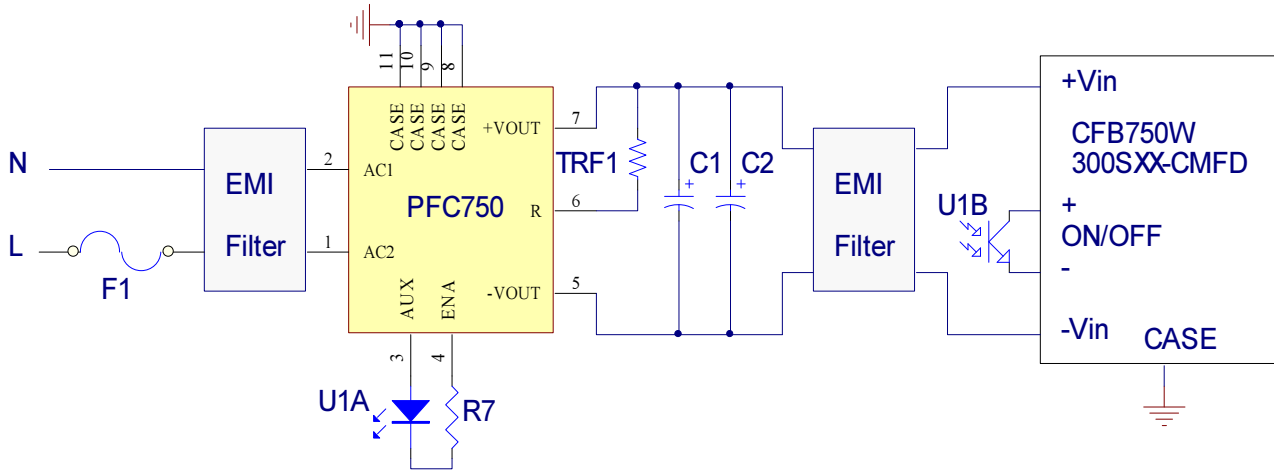 11
10
9
8
CASE
CASE
CASE
CASE
+VOUT
7
+Vin
CFB750W
300SXX-CMFD
N
2
AC1
EMI
Filter
TRF1
+
C1
+
C2
EMI
Filter
PFC750
R
6
U1B
+
ON/OFF
-
L
F1
1
AC2
AUX
ENA
-VOUT
5
-Vin
CASE
3
4
U1A
R7